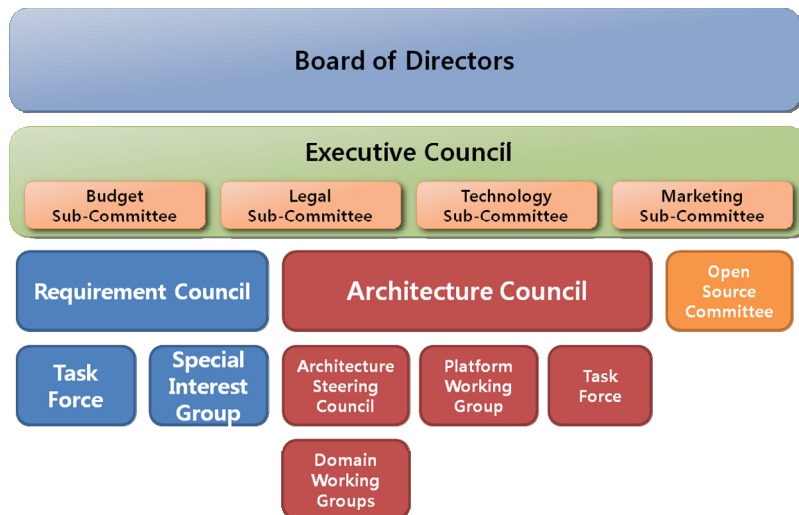 Board of Directors
Executive Council
Budget
Sub-Committee
Legal
Sub-Committee
Technology
Sub-Committee
Marketing
Sub-Committee
Requirement Council
Architecture Council
Open
Source
Committee
Task
Force
Special
Interest
Group
Architecture
Steering
Council
Platform
Working
Group
Task
Force
Domain
Working
Groups